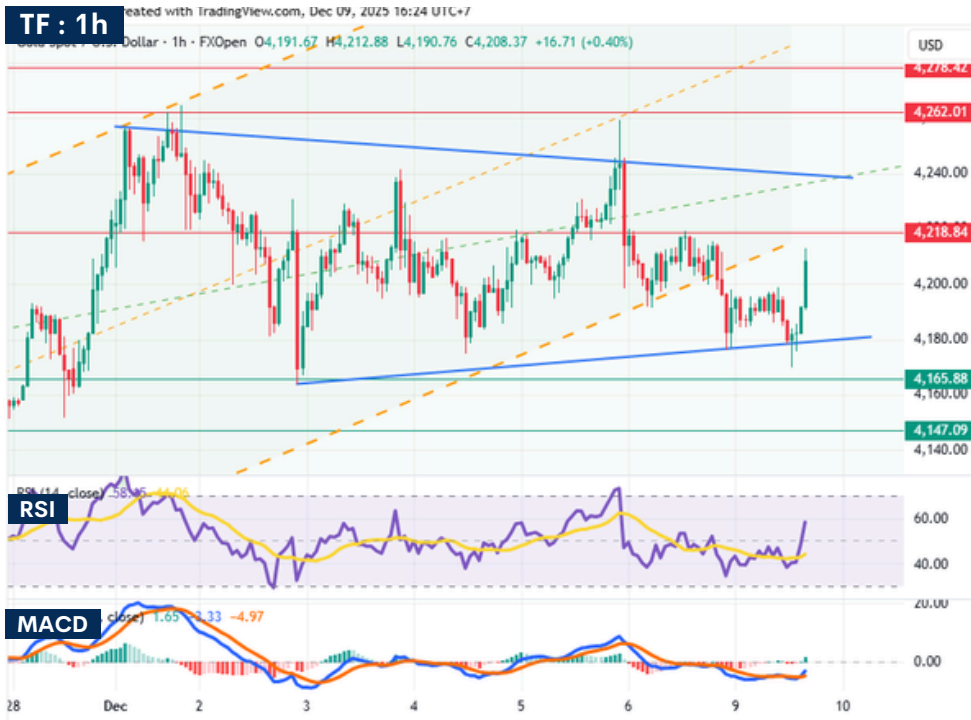 reated with TradingView.com, Dec 09, 2025 16:24 UTC+7
TF : 1h
Dollar · 1h · FXOpen O4,191.67 H4,212.88 L4,190.76 C4,208.37 +16.71 (+0.40%)
USD
4,278.42
4,262.01
4,240.00
4,218.84
4,200.00
4,180.00
4,165.88
4,160.00
4,147.09
4,140.00
close)
RSI
60.00
40.00
20.00
MACD
close) 1.65 -3.33 -4.97
0.00
28 Dec 2 3 4 5 6 9 10